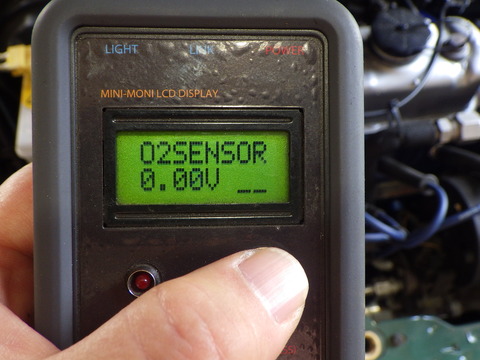 LIGHT LINK POWER
MINI-MONI LCD DISPLAY
O2SENSOR
0.00V __